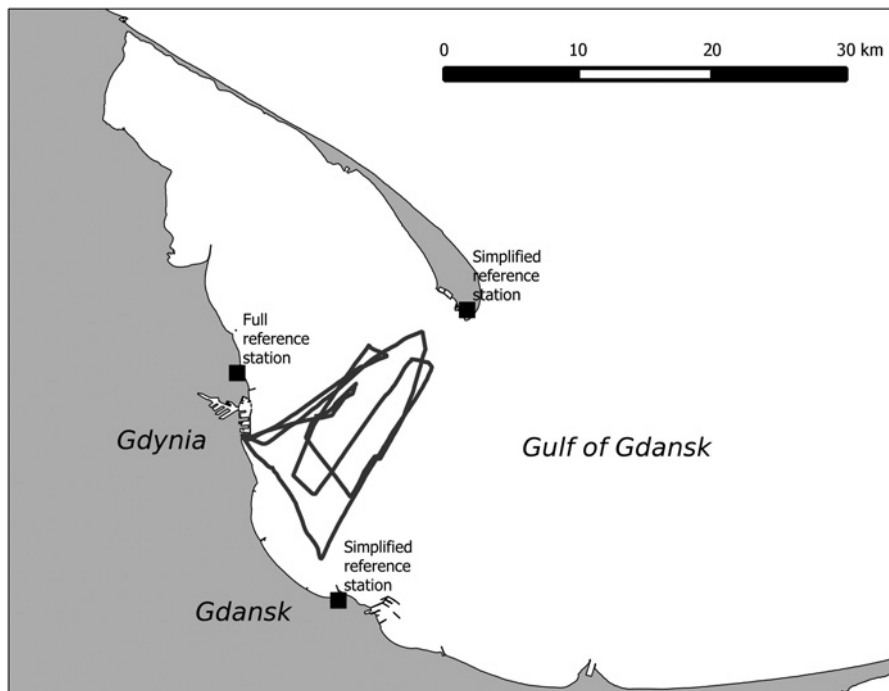 0 10 20 30 km
Simplified
reference
station
Full
reference
station
Gdynia
Gulf of Gdansk
Simplified
reference
station
Gdansk